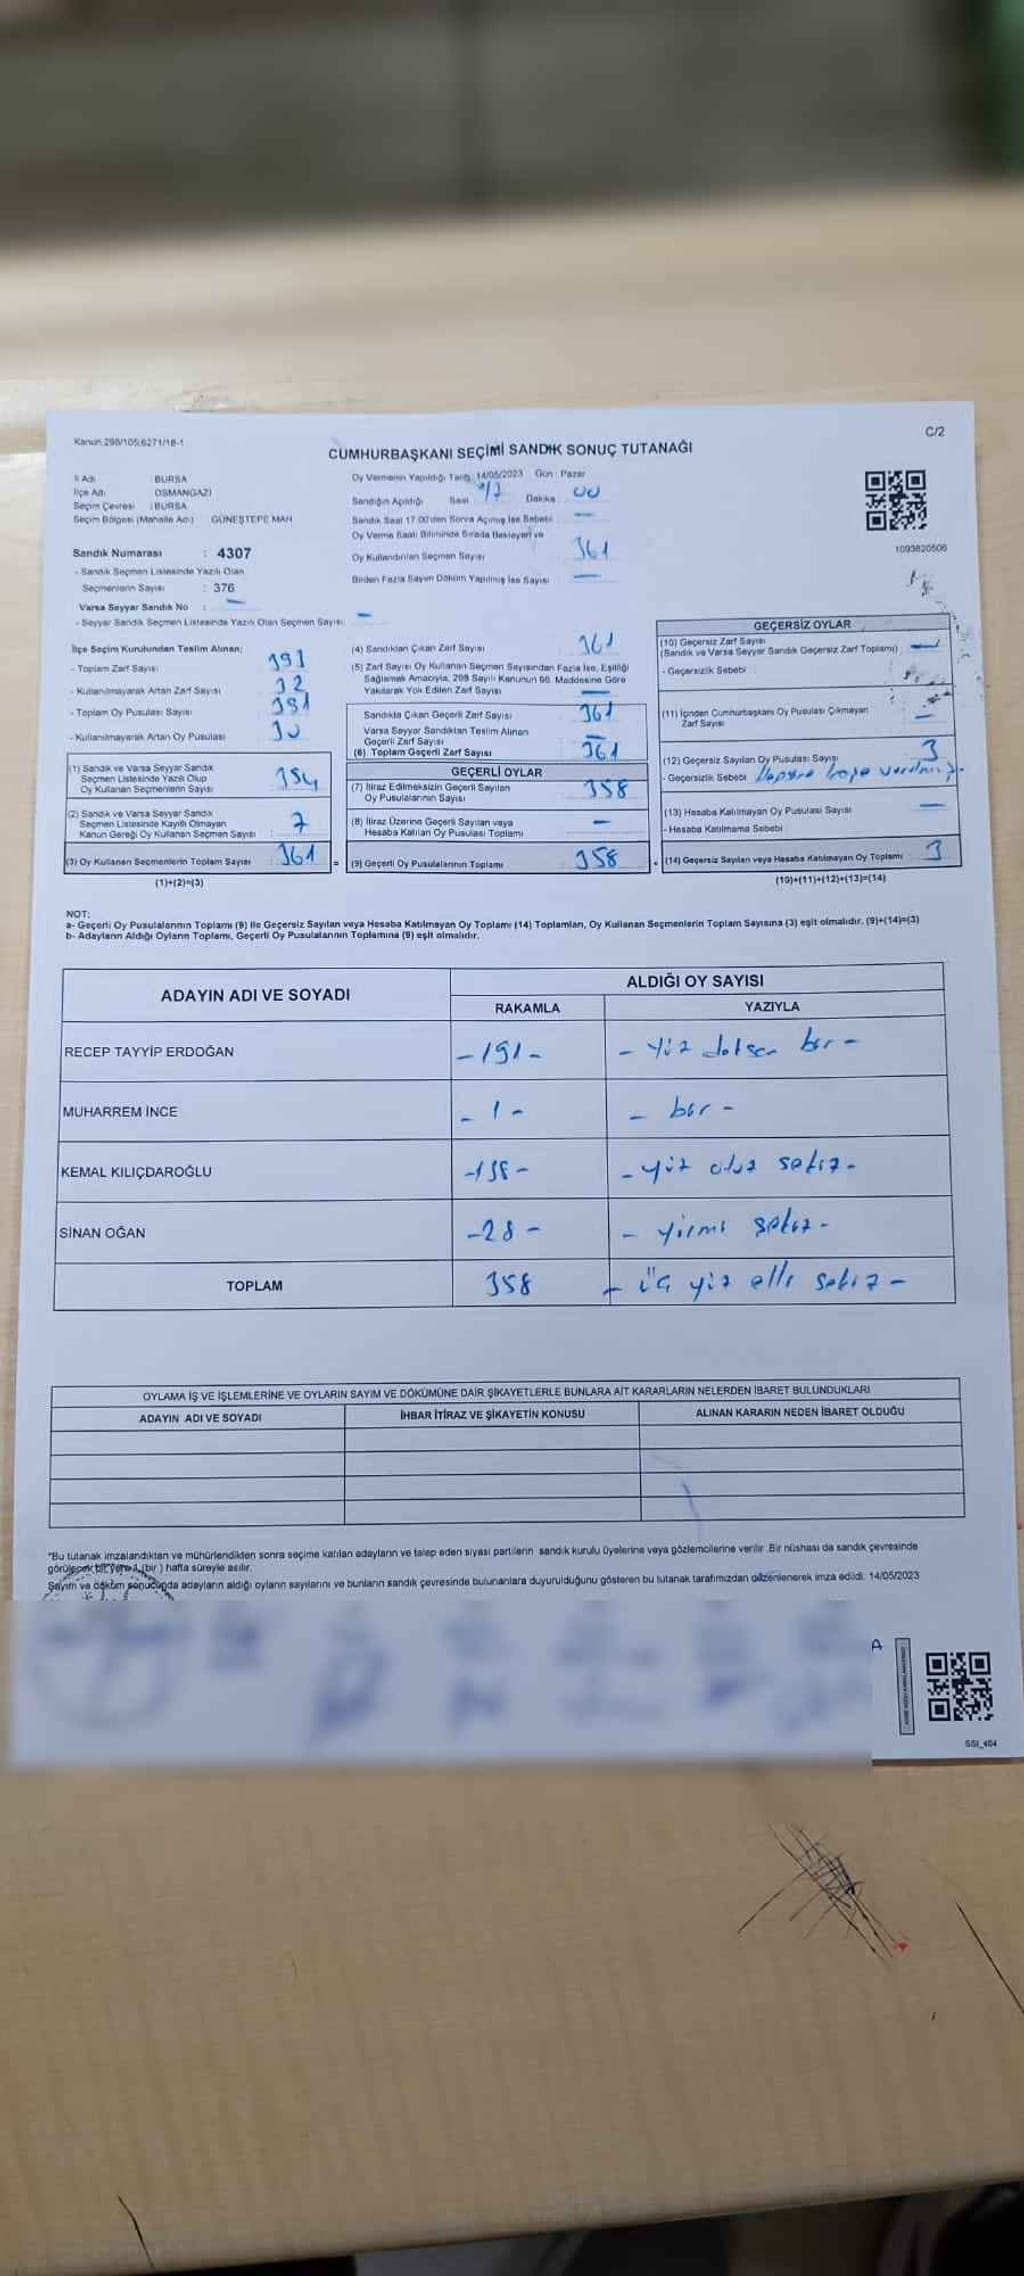 Kanun:298/105;6271/18-1
C/2
CUMHURBAŞKANI SEÇİMİ SANDIK SONUÇ TUTANAĞI
İl Adı BURSA
İlçe Adı OSMANGAZİ
Seçim Çevresi : BURSA
Seçim Bölgesi (Mahalle Adı) GÜNEŞTEPE MAH
Sandık Numarası : 4307
- Sandık Seçmen Listesinde Yazılı Olan
Seçmenlerin Sayısı : 376
Varsa Seyyar Sandık No : —
- Seyyar Sandık Seçmen Listesinde Yazılı Olan Seçmen Sayısı: —
Oy Vermenin Yapıldığı Tarih: 14/05/2023 Gün : Pazar
Sandığın Açıldığı Saat 17 Dakika 00
Sandık Saat 17.00'den Sonra Açılmış İse Sebebi —
Oy Verme Saati Bitiminde Sırada Bekleyen ve
Oy Kullandırılan Seçmen Sayısı 361
Birden Fazla Sayım Döküm Yapılmış İse Sayısı —
1093820506
İlçe Seçim Kurulundan Teslim Alınan;
- Toplam Zarf Sayısı 391
- Kullanılmayarak Artan Zarf Sayısı 32
- Toplam Oy Pusulası Sayısı 391
- Kullanılmayarak Artan Oy Pusulası 30
(1) Sandık ve Varsa Seyyar Sandık
Seçmen Listesinde Yazılı Olup
Oy Kullanan Seçmenlerin Sayısı 354
(2) Sandık ve Varsa Seyyar Sandık
Seçmen Listesinde Kayıtlı Olmayan
Kanun Gereği Oy Kullanan Seçmen Sayısı 7
(3) Oy Kullanan Seçmenlerin Toplam Sayısı 361 =
(1)+(2)=(3)
(4) Sandıktan Çıkan Zarf Sayısı 361
(5) Zarf Sayısı Oy Kullanan Seçmen Sayısından Fazla İse, Eşitliği
Sağlamak Amacıyla, 298 Sayılı Kanunun 98. Maddesine Göre
Yakılarak Yok Edilen Zarf Sayısı —
Sandıkta Çıkan Geçerli Zarf Sayısı 361
Varsa Seyyar Sandıktan Teslim Alınan
Geçerli Zarf Sayısı —
(6) Toplam Geçerli Zarf Sayısı 361
GEÇERLİ OYLAR
(7) İtiraz Edilmeksizin Geçerli Sayılan
Oy Pusulalarının Sayısı 358
(8) İtiraz Üzerine Geçerli Sayılan veya
Hesaba Katılan Oy Pusulası Toplamı —
(9) Geçerli Oy Pusulalarının Toplamı 358 +
GEÇERSİZ OYLAR
(10) Geçersiz Zarf Sayısı
(Sandık ve Varsa Seyyar Sandık Geçersiz Zarf Toplamı) —
- Geçersizlik Sebebi
(11) İçinden Cumhurbaşkanı Oy Pusulası Çıkmayan
Zarf Sayısı —
(12) Geçersiz Sayılan Oy Pusulası Sayısı 3
- Geçersizlik Sebebi
(13) Hesaba Katılmayan Oy Pusulası Sayısı —
- Hesaba Katılmama Sebebi
(14) Geçersiz Sayılan veya Hesaba Katılmayan Oy Toplamı 3
(10)+(11)+(12)+(13)=(14)
NOT:
a- Geçerli Oy Pusulalarının Toplamı (9) ile Geçersiz Sayılan veya Hesaba Katılmayan Oy Toplamı (14) Toplamları, Oy Kullanan Seçmenlerin Toplam Sayısına (3) eşit olmalıdır. (9)+(14)=(3)
b- Adayların Aldığı Oyların Toplamı, Geçerli Oy Pusulalarının Toplamına (9) eşit olmalıdır.
ADAYIN ADI VE SOYADI
ALDIĞI OY SAYISI
RAKAMLA YAZIYLA
RECEP TAYYİP ERDOĞAN -191- - yüz doksan bir -
MUHARREM İNCE - 1 - - bir -
KEMAL KILIÇDAROĞLU -138- - yüz otuz sekiz -
SİNAN OĞAN -28- - yirmi sekiz -
TOPLAM 358 - üç yüz elli sekiz -
OYLAMA İŞ VE İŞLEMLERİNE VE OYLARIN SAYIM VE DÖKÜMÜNE DAİR ŞİKAYETLERLE BUNLARA AİT KARARLARIN NELERDEN İBARET BULUNDUKLARI
ADAYIN ADI VE SOYADI İHBAR İTİRAZ VE ŞİKAYETİN KONUSU ALINAN KARARIN NEDEN İBARET OLDUĞU
*Bu tutanak imzalandıktan ve mühürlendikten sonra seçime katılan adayların ve talep eden siyasi partilerin sandık kurulu üyelerine veya gözlemcilerine verilir .Bir nüshası da sandık çevresinde
görülecek bir yere 1 (bir ) hafta süreyle asılır.
Sayım ve döküm sonucunda adayların aldığı oyların sayılarını ve bunların sandık çevresinde bulunanlara duyurulduğunu gösteren bu tutanak tarafımızdan düzenlenerek imza edildi. 14/05/2023
A
SSI_404